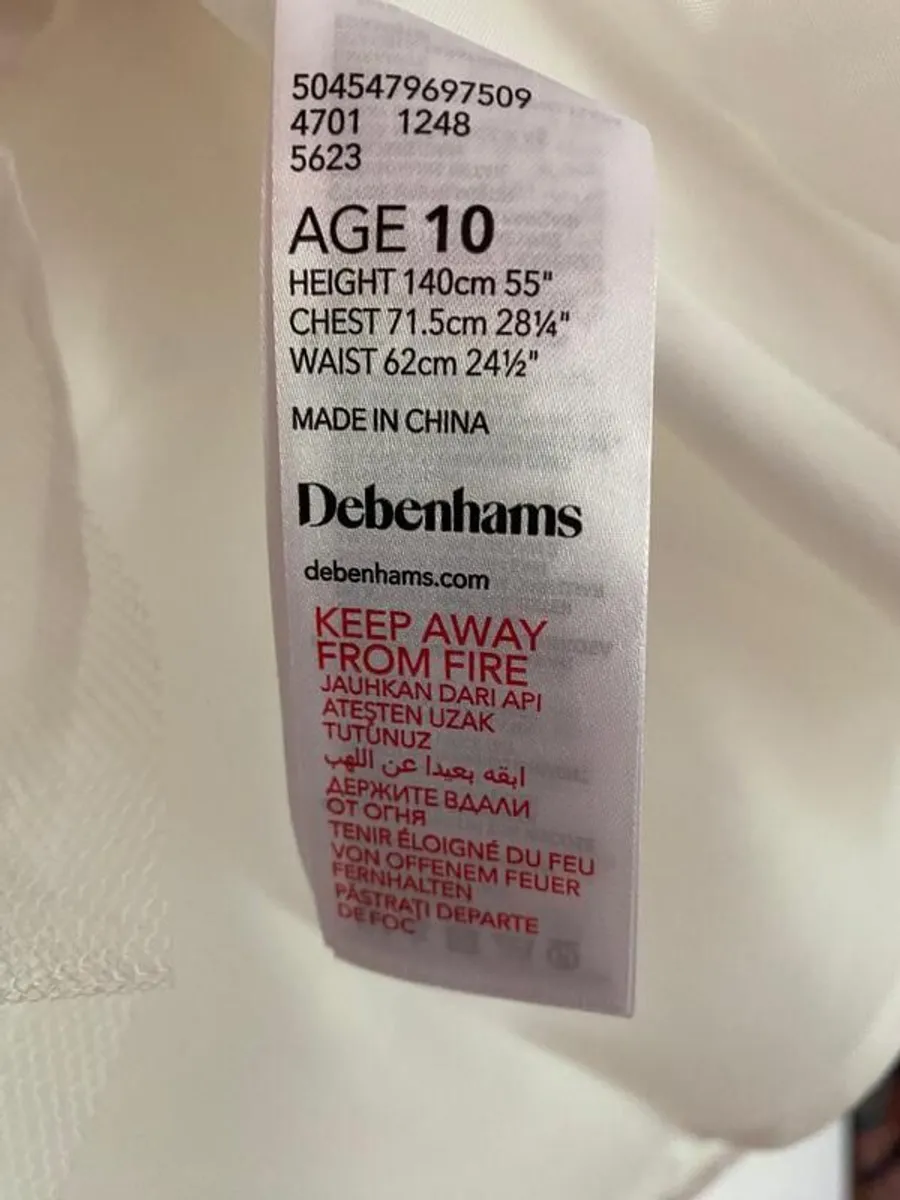 5045479697509
4701 1248
5623
AGE 10
HEIGHT 140cm 55"
CHEST 71.5cm 28¼"
WAIST 62cm 24½"
MADE IN CHINA
Debenhams
debenhams.com
KEEP AWAY
FROM FIRE
JAUHKAN DARI API
ATEŞTEN UZAK
TUTUNUZ
ابقه بعيدا عن اللهب
ДЕРЖИТЕ ВДАЛИ
ОТ ОГНЯ
TENIR ÉLOIGNÉ DU FEU
VON OFFENEM FEUER
FERNHALTEN
PĂSTRAŢI DEPARTE
DE FOC